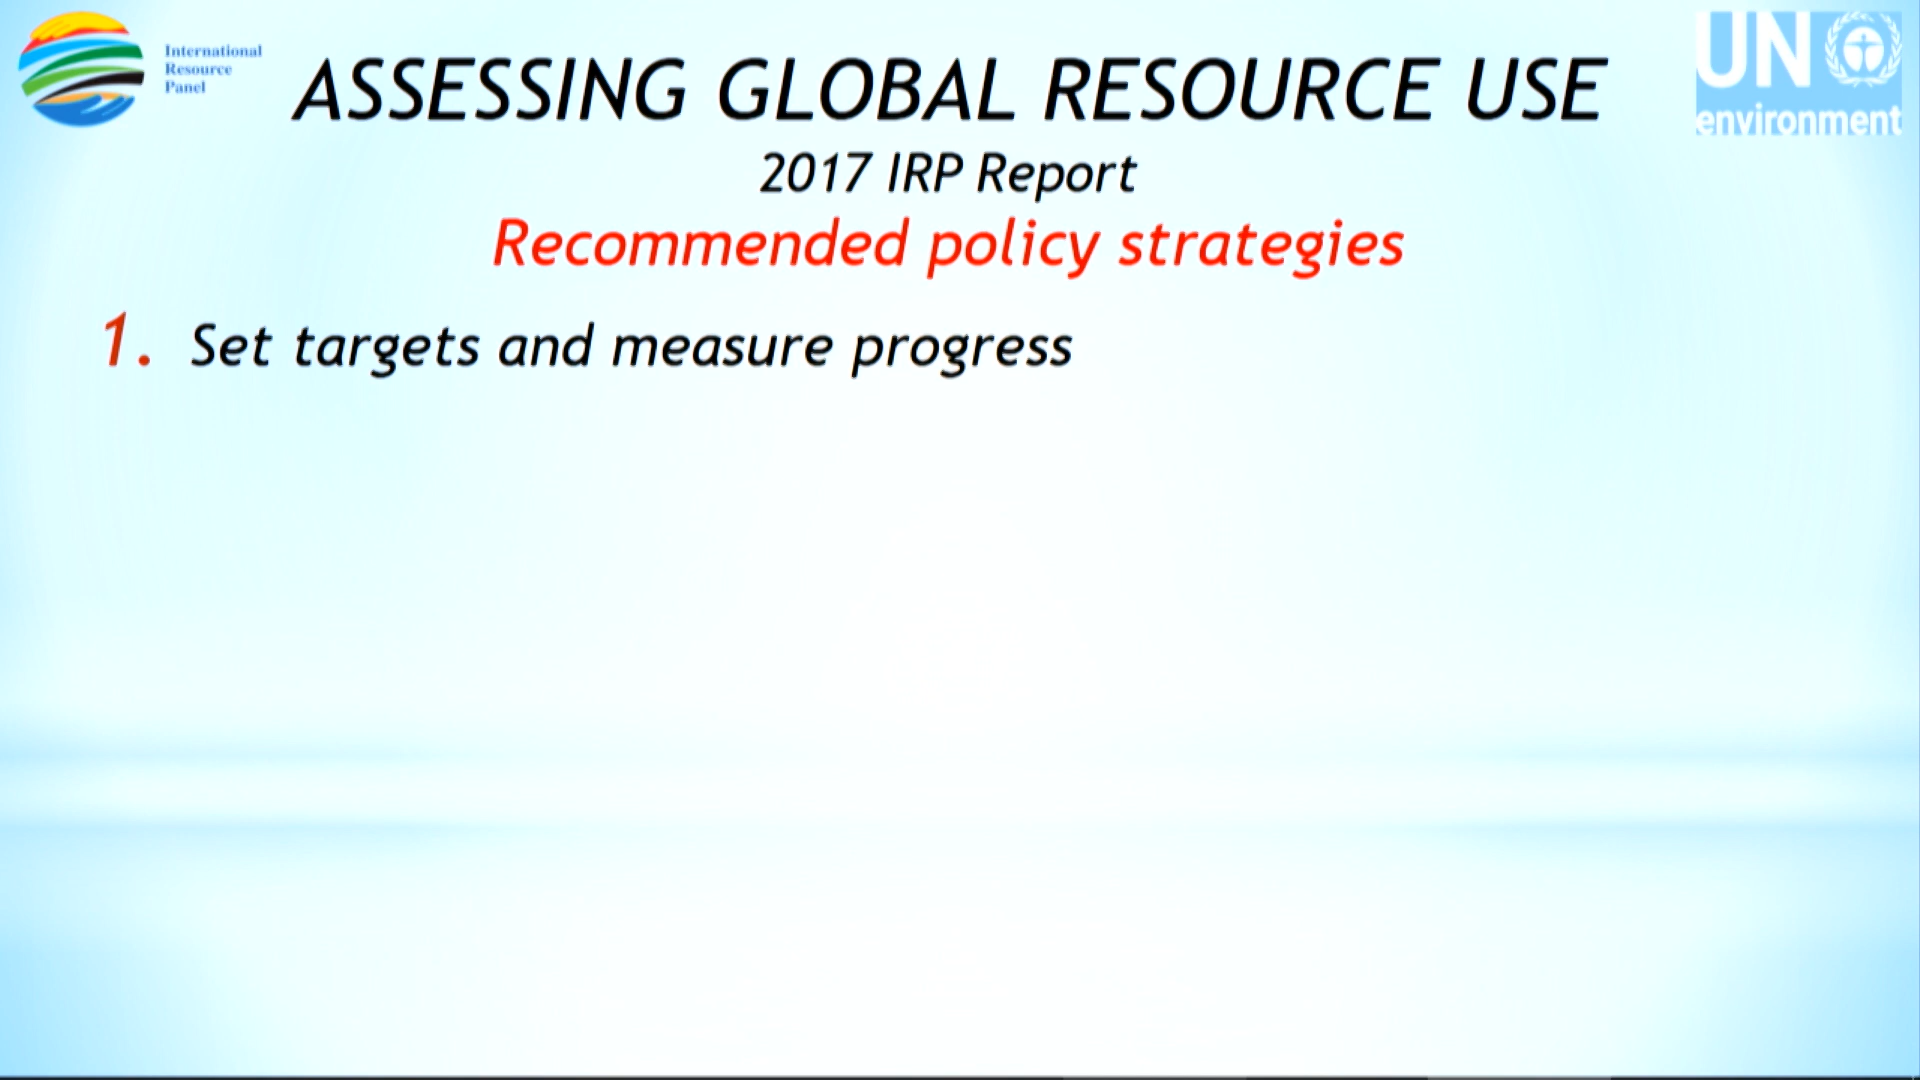 International
Resource
Panel
ASSESSING GLOBAL RESOURCE USE
2017 IRP Report
Recommended policy strategies
1. Set targets and measure progress
UN
environment